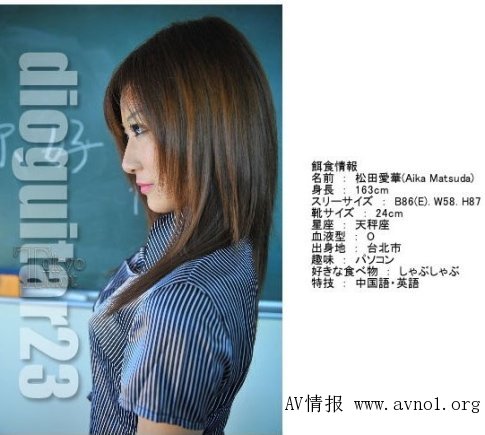 dioguitar23
餌食情報
名前 ： 松田愛華(Aika Matsuda)
身長 ： 163cm
スリーサイズ ： B86(E). W58. H87
靴サイズ ： 24cm
星座 ： 天秤座
血液型 ： O
出身地 ： 台北市
趣味 ： パソコン
好きな食べ物 ： しゃぶしゃぶ
特技 ： 中国語・英語
AV情报 www.avno1.org